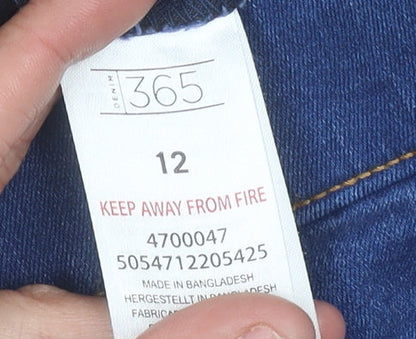 DENIM 365
12
KEEP AWAY FROM FIRE
4700047
5054712205425
MADE IN BANGLADESH
HERGESTELLT IN BANGLADESH